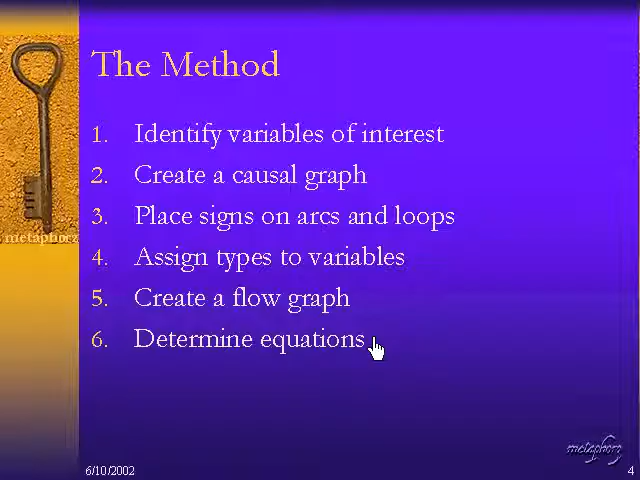 The Method
1. Identify variables of interest
2. Create a causal graph
3. Place signs on arcs and loops
4. Assign types to variables
5. Create a flow graph
6. Determine equations
metaphorz
metaphorz
6/10/2002
4